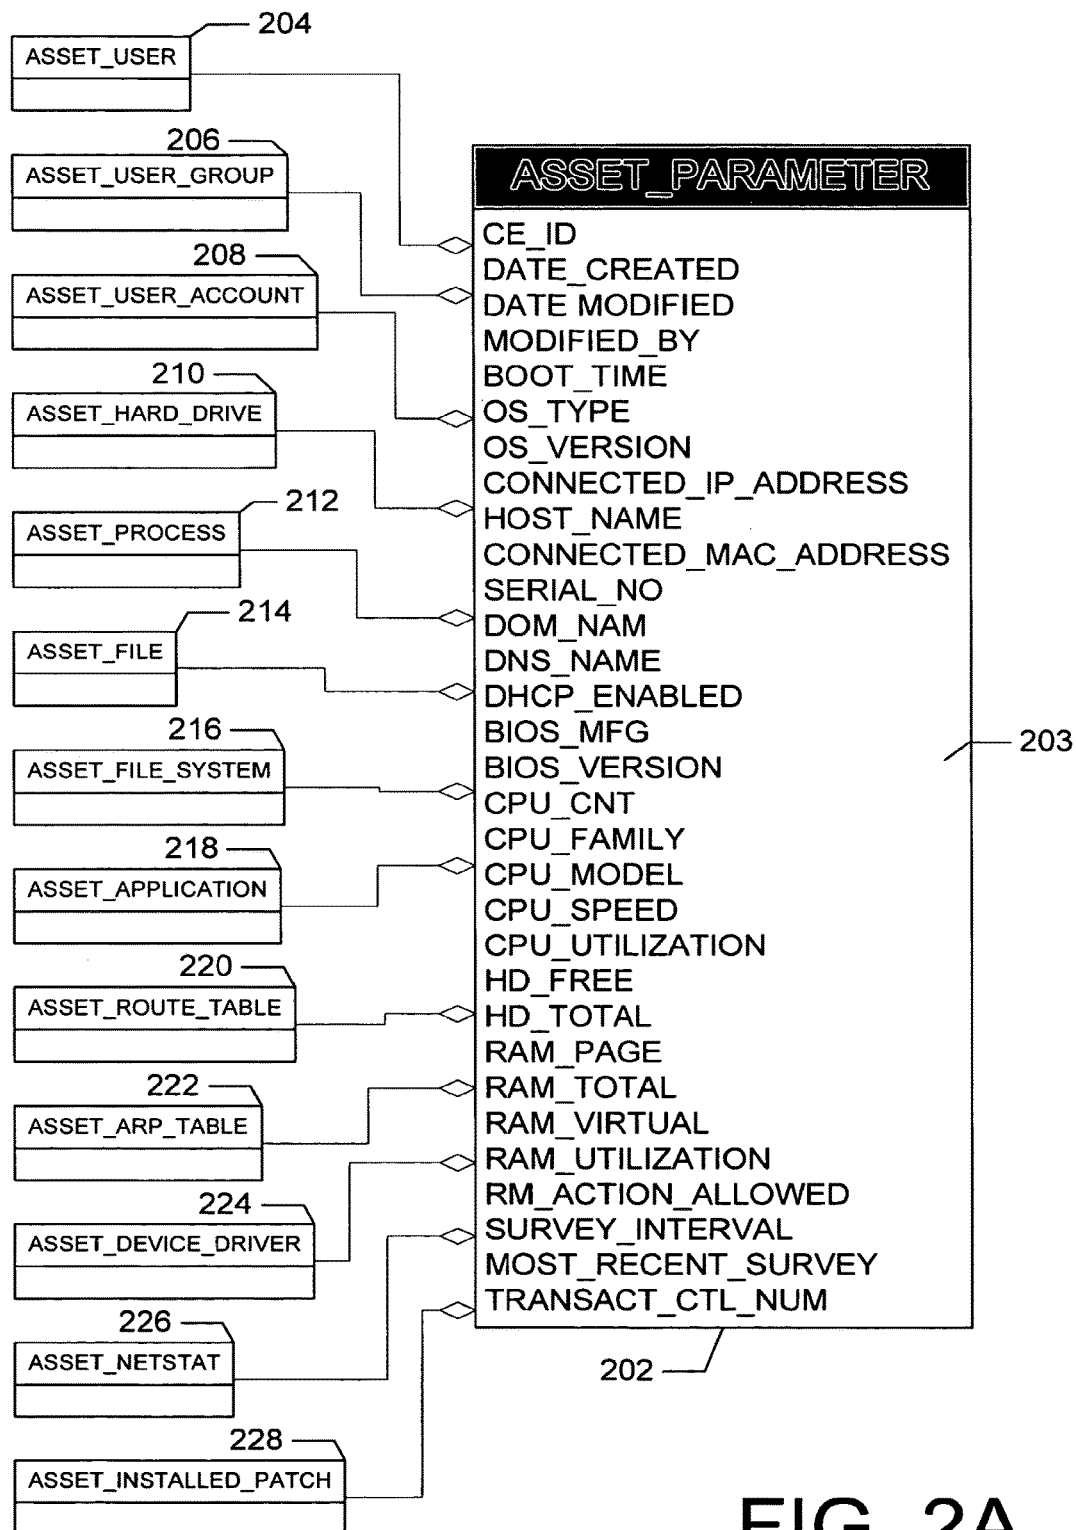 204
ASSET_USER
206
ASSET_USER_GROUP
208
ASSET_USER_ACCOUNT
210
ASSET_HARD_DRIVE
212
ASSET_PROCESS
214
ASSET_FILE
216
ASSET_FILE_SYSTEM
218
ASSET_APPLICATION
220
ASSET_ROUTE_TABLE
222
ASSET_ARP_TABLE
224
ASSET_DEVICE_DRIVER
226
ASSET_NETSTAT
228
ASSET_INSTALLED_PATCH
ASSET_PARAMETER
CE_ID
DATE_CREATED
DATE MODIFIED
MODIFIED_BY
BOOT_TIME
OS_TYPE
OS_VERSION
CONNECTED_IP_ADDRESS
HOST_NAME
CONNECTED_MAC_ADDRESS
SERIAL_NO
DOM_NAM
DNS_NAME
DHCP_ENABLED
BIOS_MFG
BIOS_VERSION
CPU_CNT
CPU_FAMILY
CPU_MODEL
CPU_SPEED
CPU_UTILIZATION
HD_FREE
HD_TOTAL
RAM_PAGE
RAM_TOTAL
RAM_VIRTUAL
RAM_UTILIZATION
RM_ACTION_ALLOWED
SURVEY_INTERVAL
MOST_RECENT_SURVEY
TRANSACT_CTL_NUM
203
202
FIG. 2A